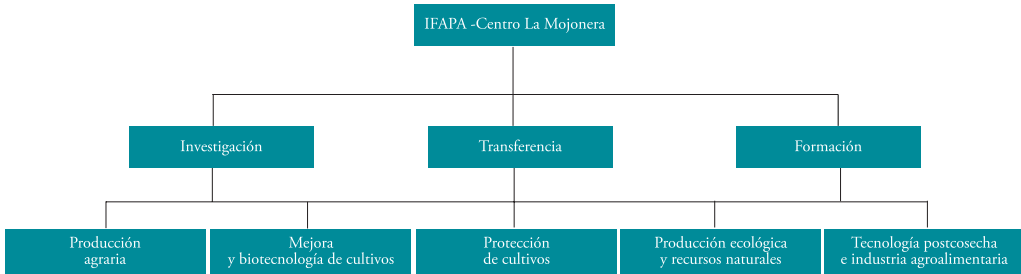 IFAPA -Centro La Mojonera
Investigación
Transferencia
Formación
Producción
agraria
Mejora
y biotecnología de cultivos
Protección
de cultivos
Producción ecológica
y recursos naturales
Tecnología postcosecha
e industria agroalimentaria